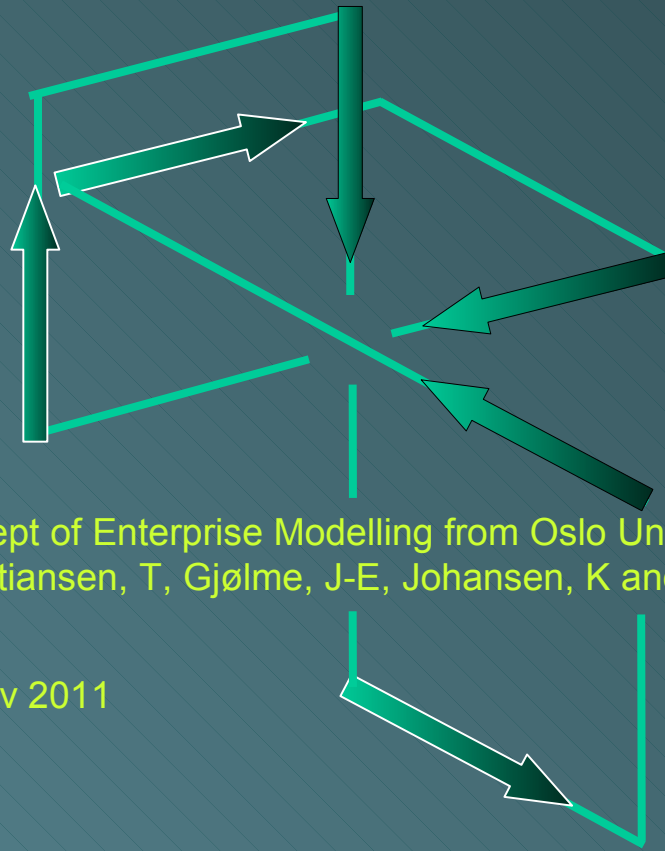 ept of Enterprise Modelling from Oslo Un
tiansen, T, Gjølme, J-E, Johansen, K and
v 2011